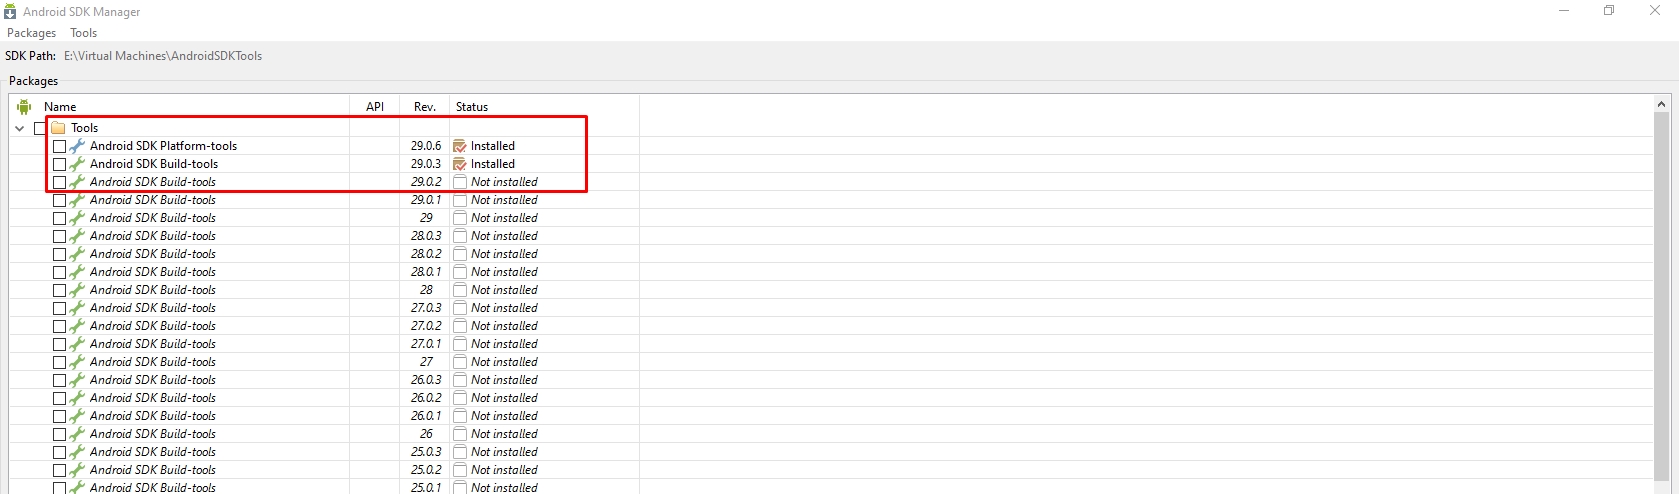 Android SDK Manager
Packages Tools
SDK Path: E:\Virtual Machines\AndroidSDKTools
Packages
Name API Rev. Status
Tools
Android SDK Platform-tools 29.0.6 Installed
Android SDK Build-tools 29.0.3 Installed
Android SDK Build-tools 29.0.2 Not installed
Android SDK Build-tools 29.0.1 Not installed
Android SDK Build-tools 29 Not installed
Android SDK Build-tools 28.0.3 Not installed
Android SDK Build-tools 28.0.2 Not installed
Android SDK Build-tools 28.0.1 Not installed
Android SDK Build-tools 28 Not installed
Android SDK Build-tools 27.0.3 Not installed
Android SDK Build-tools 27.0.2 Not installed
Android SDK Build-tools 27.0.1 Not installed
Android SDK Build-tools 27 Not installed
Android SDK Build-tools 26.0.3 Not installed
Android SDK Build-tools 26.0.2 Not installed
Android SDK Build-tools 26.0.1 Not installed
Android SDK Build-tools 26 Not installed
Android SDK Build-tools 25.0.3 Not installed
Android SDK Build-tools 25.0.2 Not installed
Android SDK Build-tools 25.0.1 Not installed